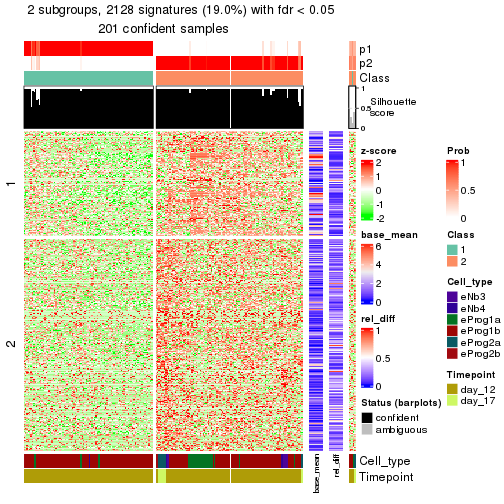 2 subgroups, 2128 signatures (19.0%) with fdr < 0.05
201 confident samples
p1
p2
Class
1
0.5
0
Silhouette
score
1
2
z-score
2
1
0
-1
-2
base_mean
6
4
2
0
rel_diff
1
0.5
0
Status (barplots)
confident
ambiguous
Prob
1
0.5
0
Class
1
2
Cell_type
eNb3
eNb4
eProg1a
eProg1b
eProg2a
eProg2b
Timepoint
day_12
day_17
base_mean
rel_diff
Cell_type
Timepoint